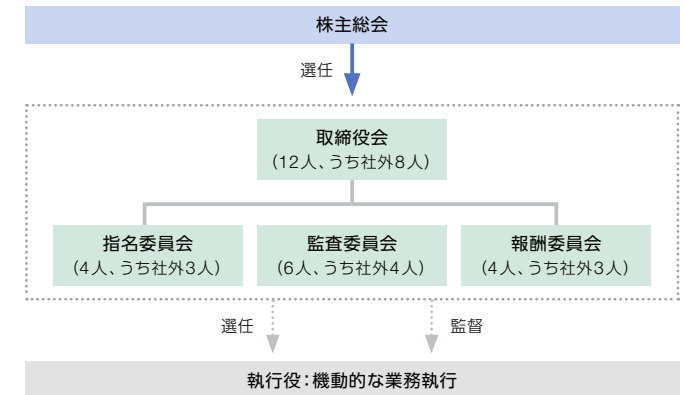 株主総会
選任
取締役会
(12人、うち社外8人)
指名委員会
(4人、うち社外3人)
監査委員会
(6人、うち社外4人)
報酬委員会
(4人、うち社外3人)
選任
監督
執行役：機動的な業務執行